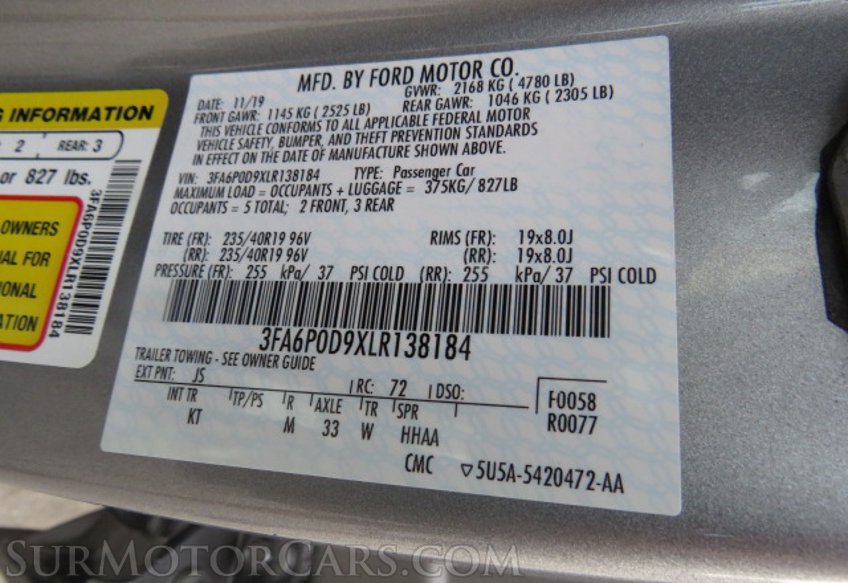 G INFORMATION
2 REAR: 3
or 827 lbs.
OWNERS
AL FOR
IONAL
3FA6P0D9XLR138184
MFD. BY FORD MOTOR CO.
DATE: 11/19 GVWR: 2168 KG ( 4780 LB)
FRONT GAWR: 1145 KG ( 2525 LB) REAR GAWR: 1046 KG ( 2305 LB)
THIS VEHICLE CONFORMS TO ALL APPLICABLE FEDERAL MOTOR
VEHICLE SAFETY, BUMPER, AND THEFT PREVENTION STANDARDS
IN EFFECT ON THE DATE OF MANUFACTURE SHOWN ABOVE.
VIN: 3FA6P0D9XLR138184 TYPE: Passenger Car
MAXIMUM LOAD = OCCUPANTS + LUGGAGE = 375KG/ 827LB
OCCUPANTS = 5 TOTAL; 2 FRONT, 3 REAR
TIRE (FR): 235/40R19 96V RIMS (FR): 19x8.0J
(RR): 235/40R19 96V (RR): 19x8.0J
PRESSURE (FR): 255 kPa/ 37 PSI COLD (RR): 255 kPa/ 37 PSI COLD
3FA6P0D9XLR138184
TRAILER TOWING - SEE OWNER GUIDE
EXT PNT: JS RC: 72 DSO: F0058
INT TR TP/PS R AXLE TR SPR R0077
KT M 33 W HHAA
CMC ▽5U5A-5420472-AA
SURMOTORCARS.COM